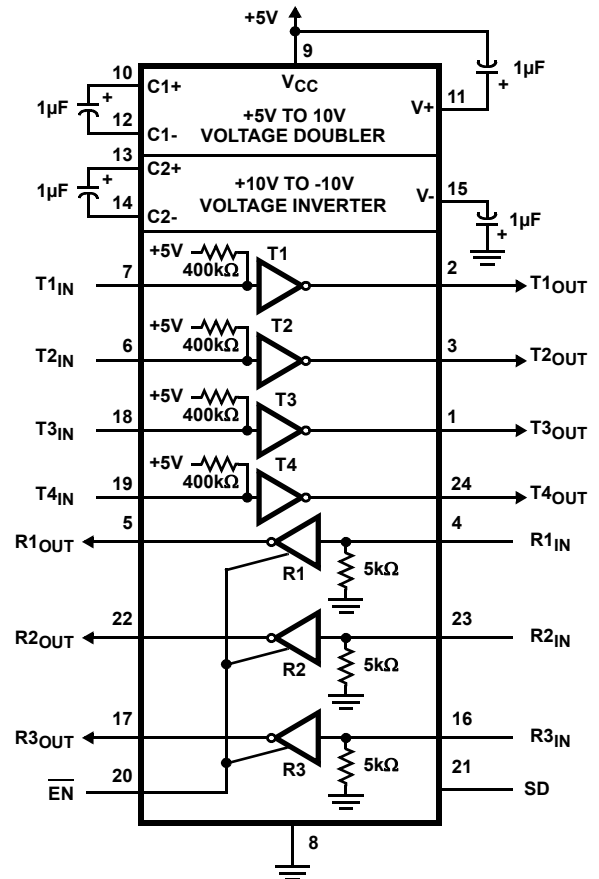 +5V
9
10
1µF
+
12
C1+
C1-
VCC
+5V TO 10V
VOLTAGE DOUBLER
V+
11
+
1µF
13
1µF
+
14
C2+
C2-
+10V TO -10V
VOLTAGE INVERTER
V-
15
1µF
+
T1IN
7
+5V
400kΩ
T1
2
T1OUT
T2IN
6
+5V
400kΩ
T2
3
T2OUT
T3IN
18
+5V
400kΩ
T3
1
T3OUT
T4IN
19
+5V
400kΩ
T4
24
T4OUT
R1OUT
5
R1
5kΩ
4
R1IN
R2OUT
22
R2
5kΩ
23
R2IN
R3OUT
17
R3
5kΩ
16
R3IN
EN
20
21
SD
8